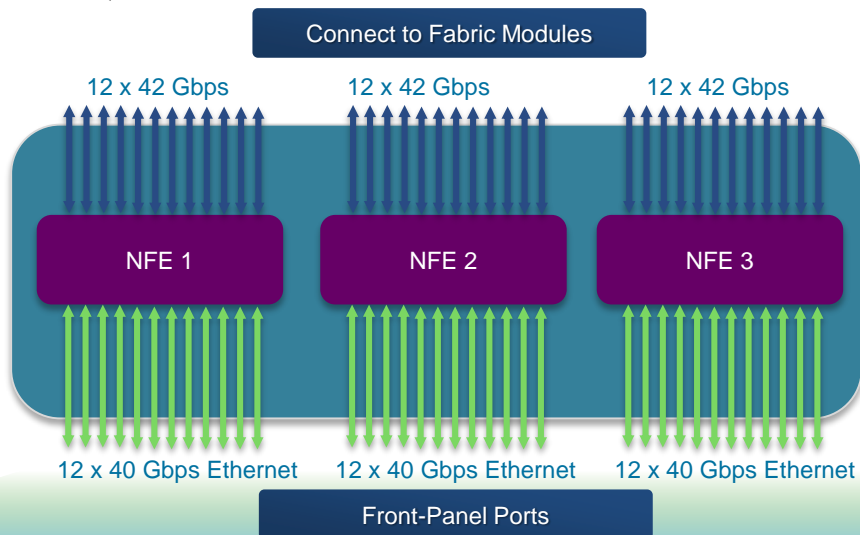 Connect to Fabric Modules
12 x 42 Gbps
12 x 42 Gbps
12 x 42 Gbps
NFE 1
NFE 2
NFE 3
12 x 40 Gbps Ethernet
12 x 40 Gbps Ethernet
12 x 40 Gbps Ethernet
Front-Panel Ports